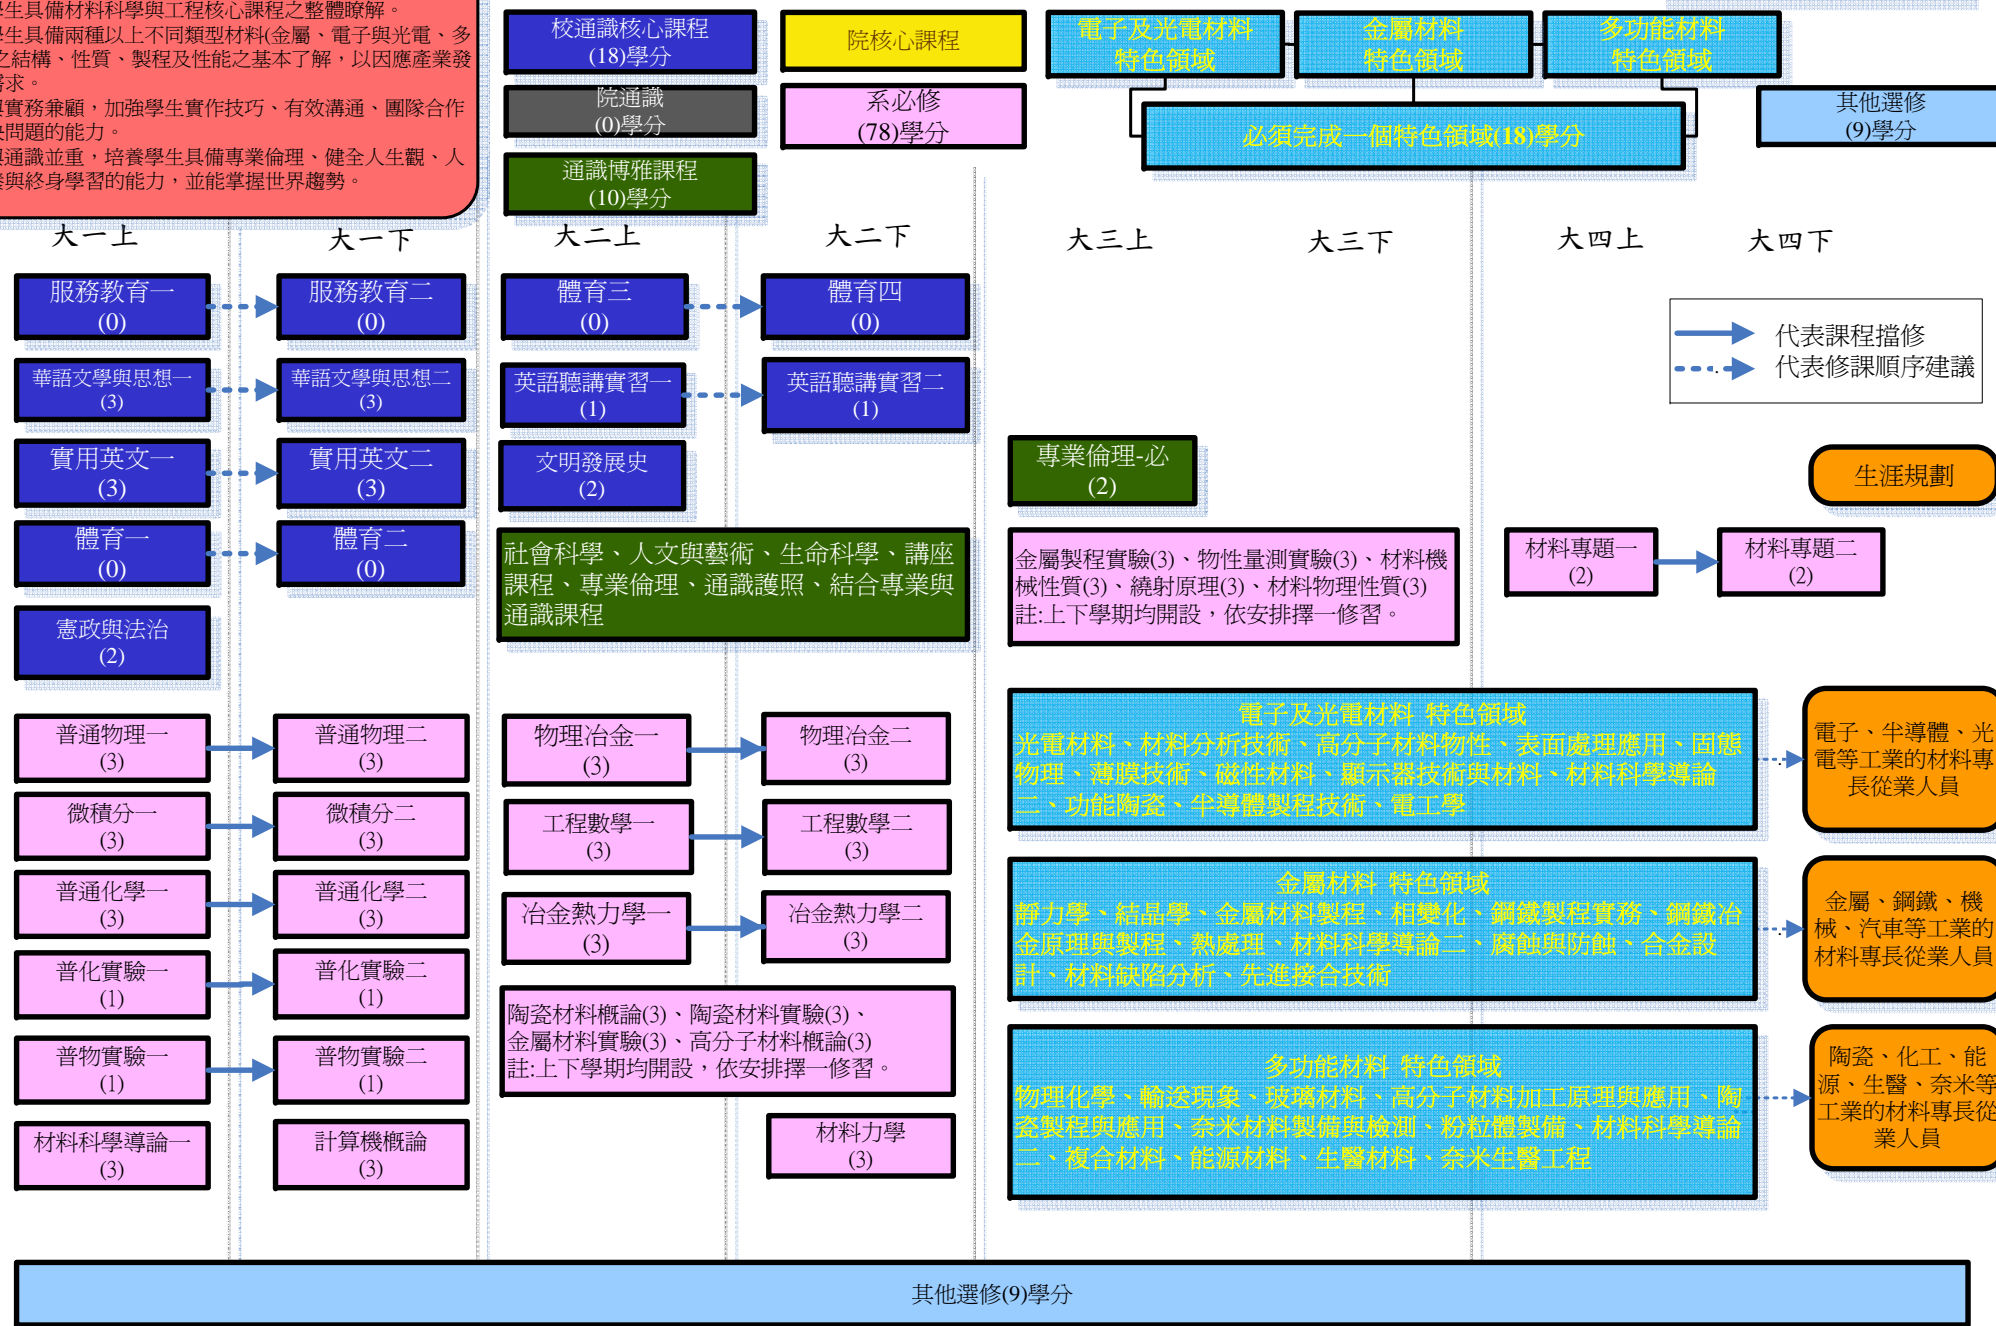 學生具備材料科學與工程核心課程之整體瞭解。
學生具備兩種以上不同類型材料(金屬、電子與光電、多
之結構、性質、製程及性能之基本了解，以因應產業發
需求。
與實務兼顧，加強學生實作技巧、有效溝通、團隊合作
決問題的能力。
與通識並重，培養學生具備專業倫理、健全人生觀、人
養與終身學習的能力，並能掌握世界趨勢。
校通識核心課程
(18)學分
院核心課程
院通識
(0)學分
系必修
(78)學分
通識博雅課程
(10)學分
電子及光電材料
特色領域
金屬材料
特色領域
多功能材料
特色領域
必須完成一個特色領域(18)學分
其他選修
(9)學分
大一上
大一下
大二上
大二下
大三上
大三下
大四上
大四下
服務教育一
(0)
服務教育二
(0)
體育三
(0)
體育四
(0)
代表課程擋修
代表修課順序建議
華語文學與思想一
(3)
華語文學與思想二
(3)
英語聽講實習一
(1)
英語聽講實習二
(1)
實用英文一
(3)
實用英文二
(3)
文明發展史
(2)
專業倫理-必
(2)
生涯規劃
體育一
(0)
體育二
(0)
社會科學、人文與藝術、生命科學、講座
課程、專業倫理、通識護照、結合專業與
通識課程
金屬製程實驗(3)、物性量測實驗(3)、材料機
械性質(3)、繞射原理(3)、材料物理性質(3)
註:上下學期均開設，依安排擇一修習。
材料專題一
(2)
材料專題二
(2)
憲政與法治
(2)
普通物理一
(3)
普通物理二
(3)
物理冶金一
(3)
物理冶金二
(3)
電子及光電材料 特色領域
光電材料、材料分析技術、高分子材料物性、表面處理應用、固態
物理、薄膜技術、磁性材料、顯示器技術與材料、材料科學導論
二、功能陶瓷、半導體製程技術、電工學
電子、半導體、光
電等工業的材料專
長從業人員
微積分一
(3)
微積分二
(3)
工程數學一
(3)
工程數學二
(3)
普通化學一
(3)
普通化學二
(3)
冶金熱力學一
(3)
冶金熱力學二
(3)
金屬材料 特色領域
靜力學、結晶學、金屬材料製程、相變化、鋼鐵製程實務、鋼鐵冶
金原理與製程、熱處理、材料科學導論二、腐蝕與防蝕、合金設
計、材料缺陷分析、先進接合技術
金屬、鋼鐵、機
械、汽車等工業的
材料專長從業人員
普化實驗一
(1)
普化實驗二
(1)
陶瓷材料概論(3)、陶瓷材料實驗(3)、
金屬材料實驗(3)、高分子材料概論(3)
註:上下學期均開設，依安排擇一修習。
普物實驗一
(1)
普物實驗二
(1)
多功能材料 特色領域
物理化學、輸送現象、玻璃材料、高分子材料加工原理與應用、陶
瓷製程與應用、奈米材料製備與檢測、粉粒體製備、材料科學導論
二、複合材料、能源材料、生醫材料、奈米生醫工程
陶瓷、化工、能
源、生醫、奈米等
工業的材料專長從
業人員
材料科學導論一
(3)
計算機概論
(3)
材料力學
(3)
其他選修(9)學分